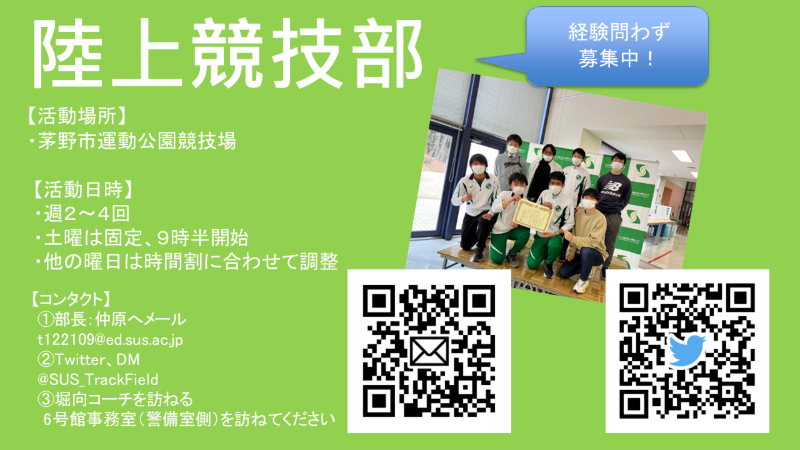 陸上競技部
経験問わず
募集中！
【活動場所】
・茅野市運動公園競技場
【活動日時】
・週２～４回
・土曜は固定、９時半開始
・他の曜日は時間割に合わせて調整
【コンタクト】
①部長：仲原へメール
t122109@ed.sus.ac.jp
②Twitter、DM
@SUS_TrackField
③堀向コーチを訪ねる
6号館事務室（警備室側）を訪ねてください
new balance